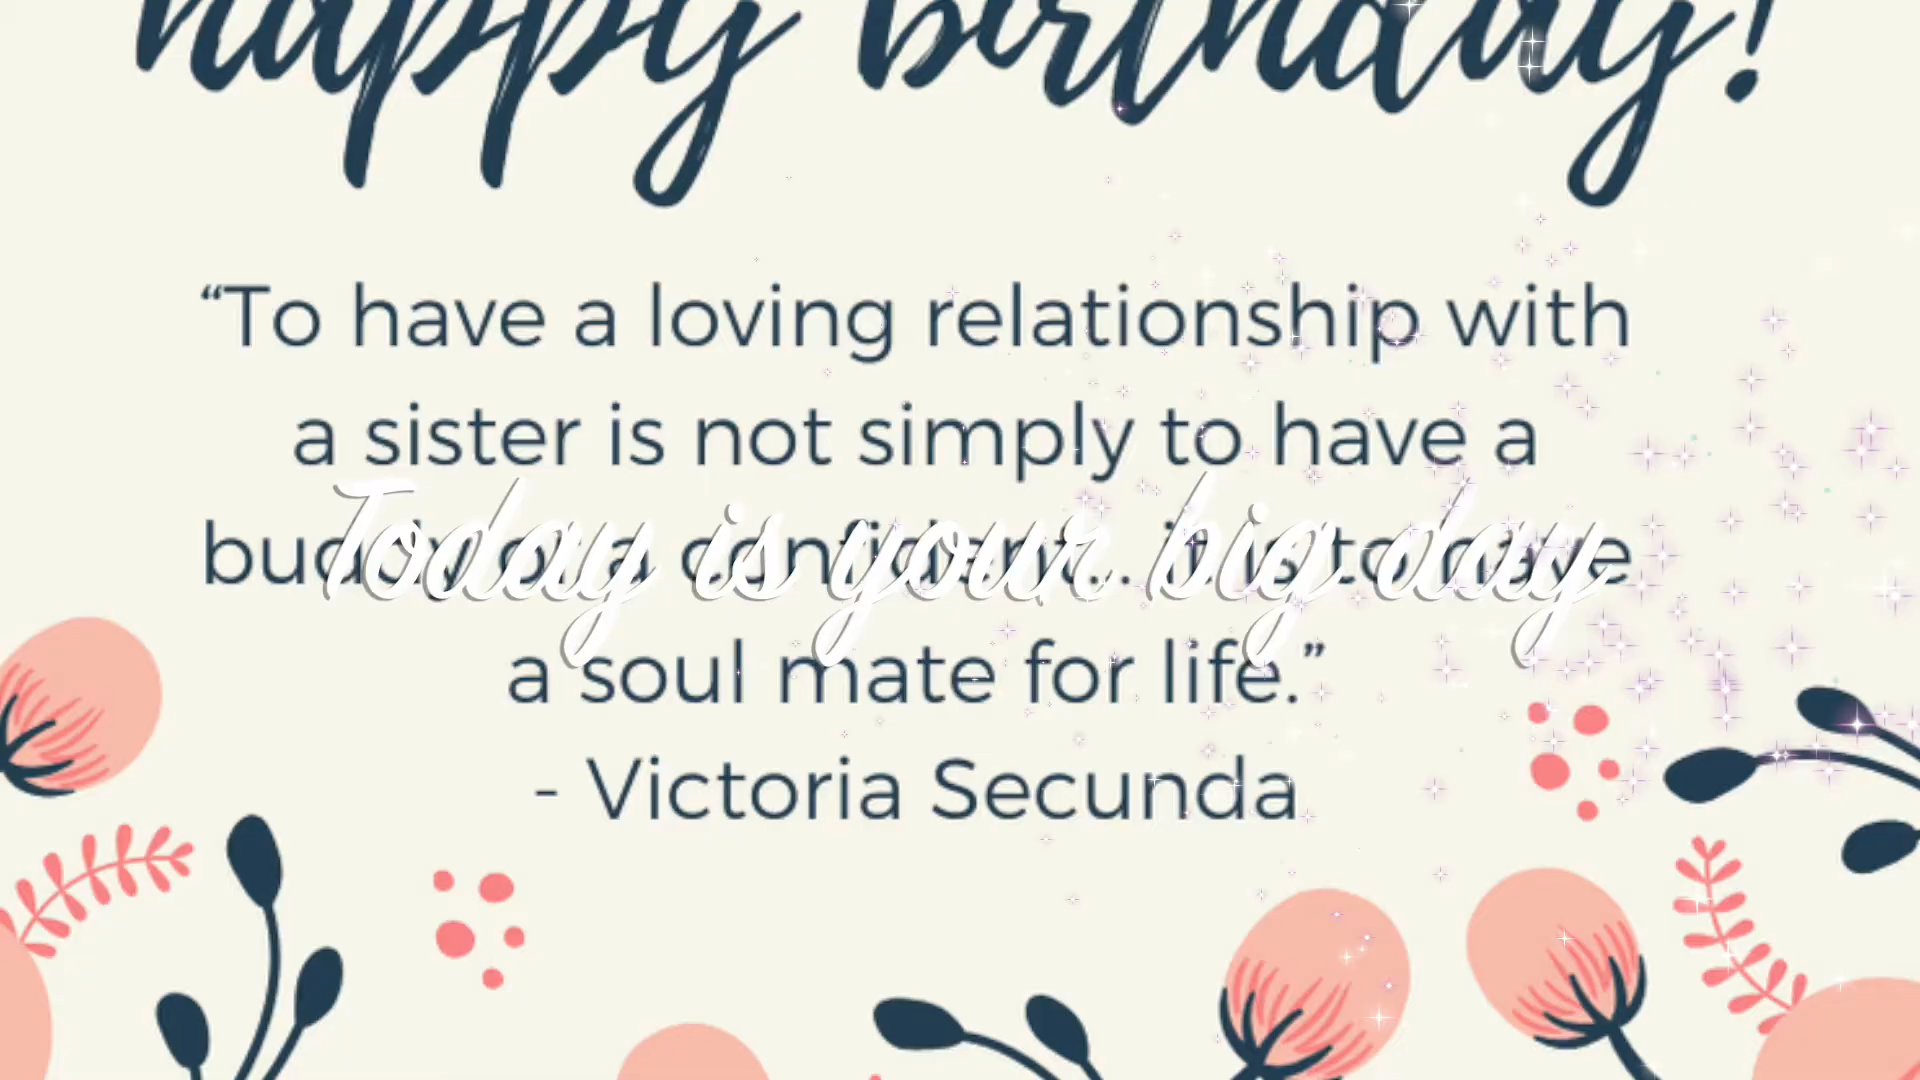 happy birthday!
“To have a loving relationship with
a sister is not simply to have a
buddy or a confident... it is to have
Today is your big day
a soul mate for life.”
- Victoria Secunda